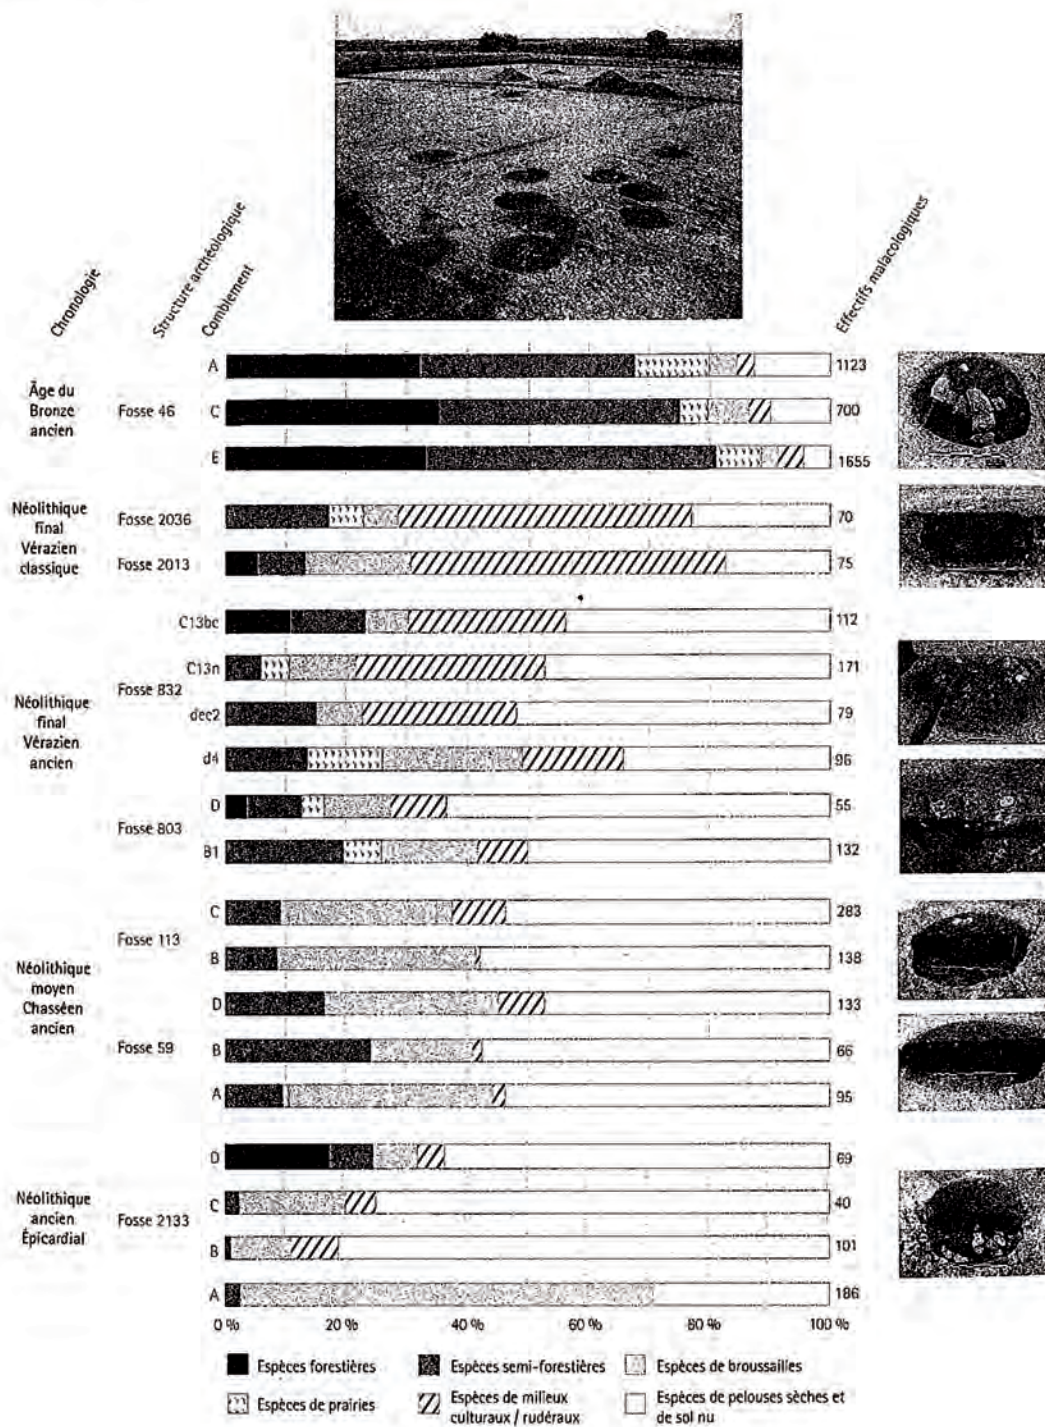 Chronologie
Structure archéologique
Comblement
Effectifs malacologiques
Âge du
Bronze
ancien
Fosse 46
A
1123
C
700
E
1655
Néolithique
final
Vérazien
classique
Fosse 2036
70
Fosse 2013
75
Néolithique
final
Vérazien
ancien
Fosse 832
C13bc
112
C13n
171
dec2
79
d4
96
Fosse 803
D
55
B1
132
Néolithique
moyen
Chasséen
ancien
Fosse 113
C
283
B
138
D
133
Fosse 59
B
66
A
95
Néolithique
ancien
Épicardial
Fosse 2133
D
69
C
40
B
101
A
186
0 % 20 % 40 % 60 % 80 % 100 %
Espèces forestières
Espèces semi-forestières
Espèces de broussailles
Espèces de prairies
Espèces de milieux
culturaux / rudéraux
Espèces de pelouses sèches et
de sol nu